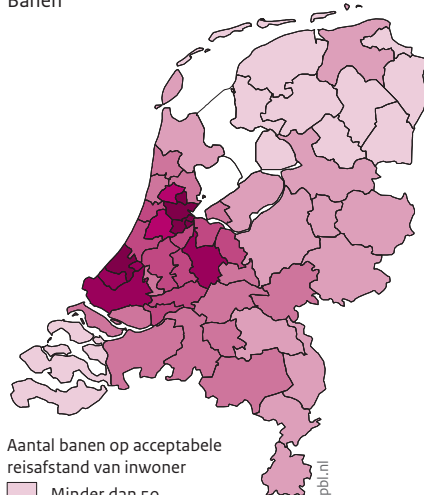 Banen
Aantal banen op acceptabele
reisafstand van inwoner
Minder dan 50
pbl.nl